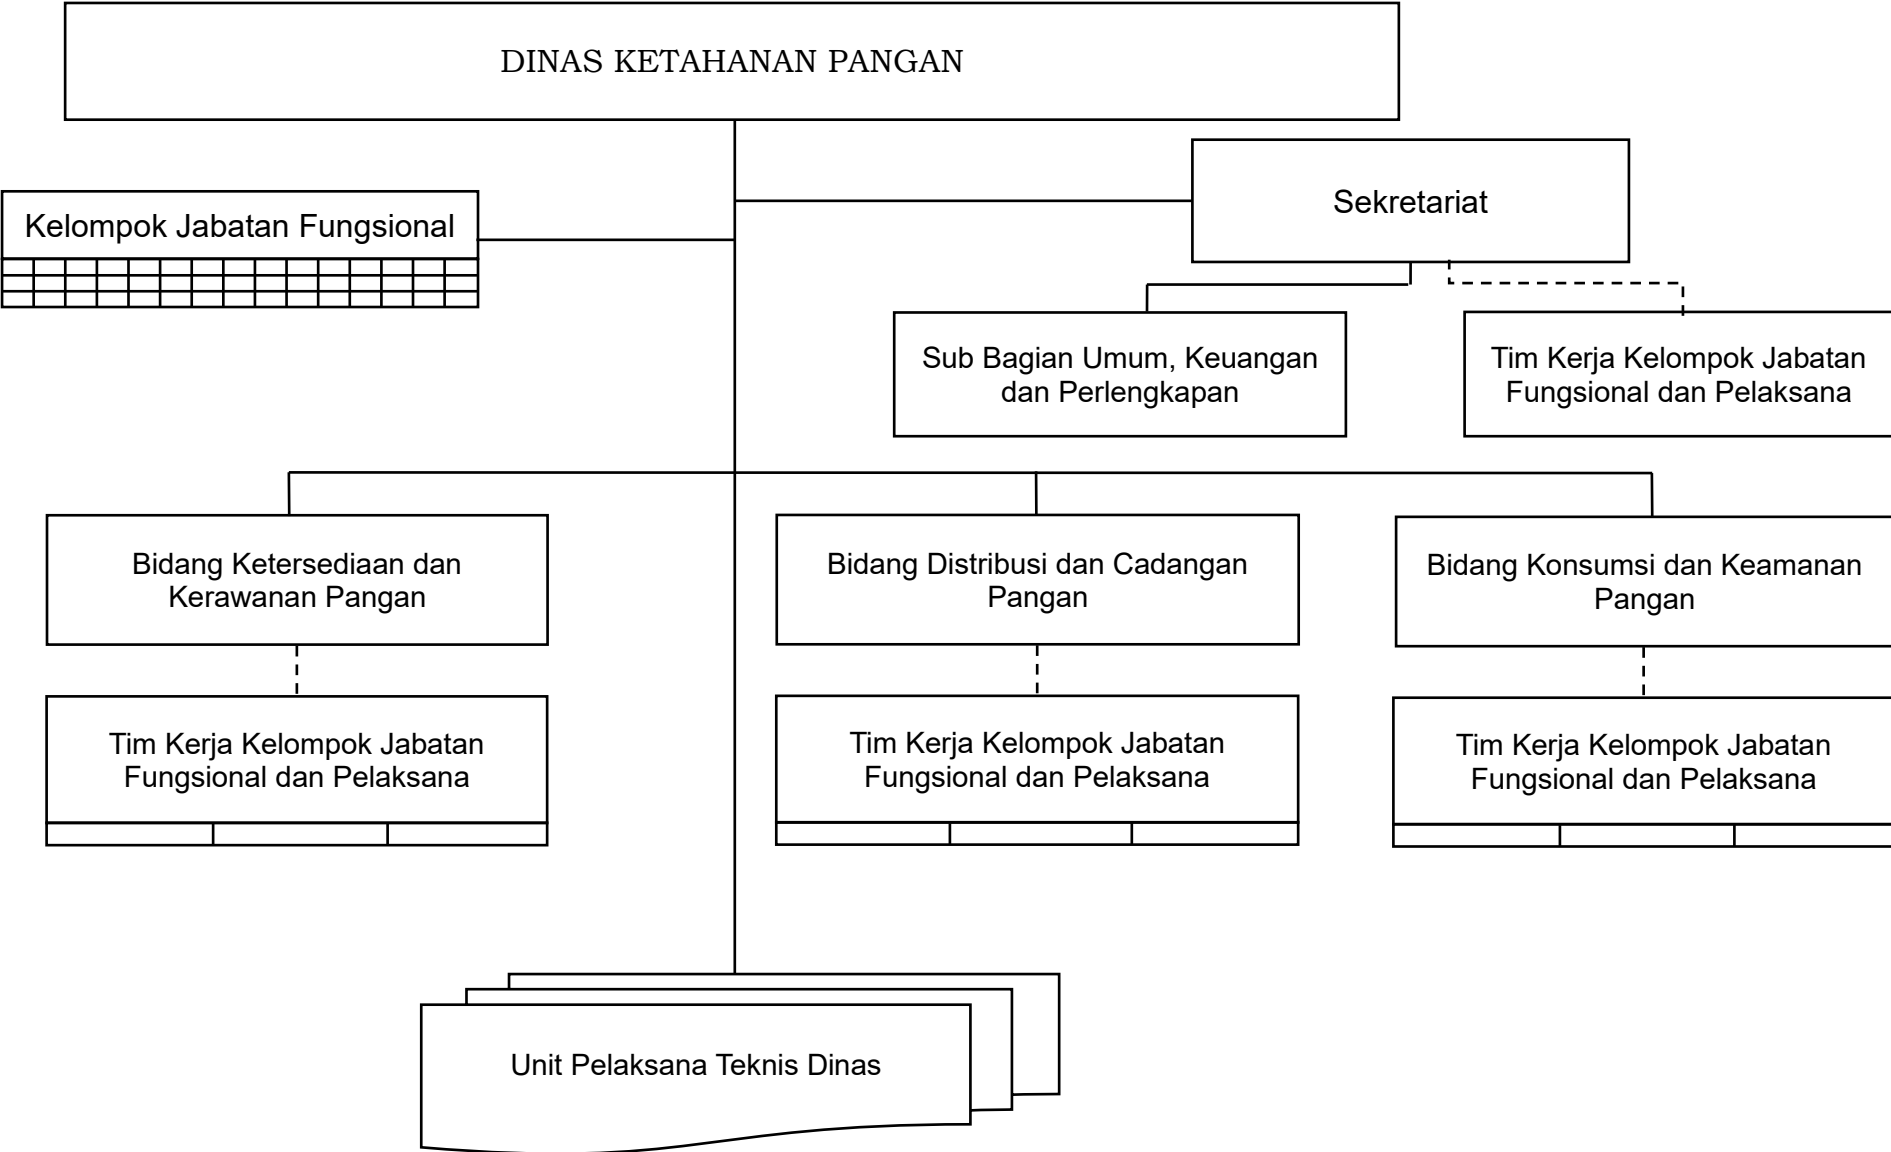 DINAS KETAHANAN PANGAN
Sekretariat
Kelompok Jabatan Fungsional
Sub Bagian Umum, Keuangan
dan Perlengkapan
Tim Kerja Kelompok Jabatan
Fungsional dan Pelaksana
Bidang Ketersediaan dan
Kerawanan Pangan
Bidang Distribusi dan Cadangan
Pangan
Bidang Konsumsi dan Keamanan
Pangan
Tim Kerja Kelompok Jabatan
Fungsional dan Pelaksana
Tim Kerja Kelompok Jabatan
Fungsional dan Pelaksana
Tim Kerja Kelompok Jabatan
Fungsional dan Pelaksana
Unit Pelaksana Teknis Dinas